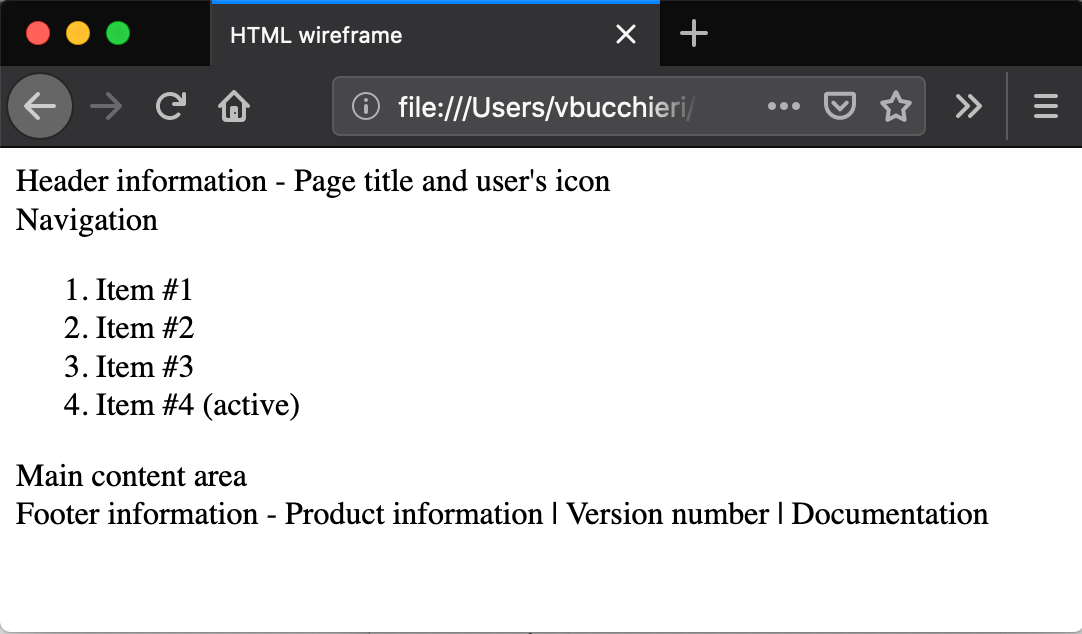 HTML wireframe
file:///Users/vbucchieri/
Header information - Page title and user's icon
Navigation
1. Item #1
2. Item #2
3. Item #3
4. Item #4 (active)
Main content area
Footer information - Product information | Version number | Documentation